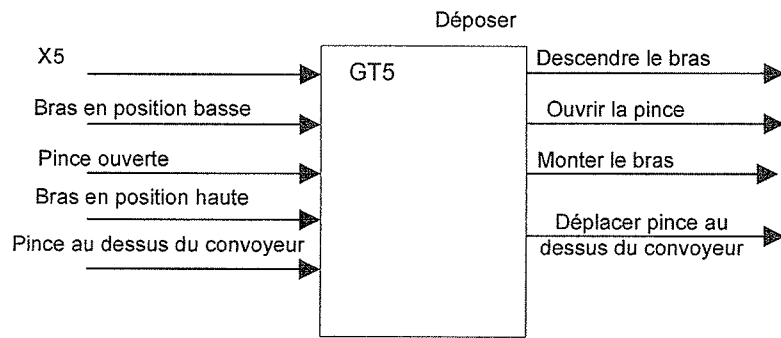 Déposer
X5
GT5
Descendre le bras
Bras en position basse
Ouvrir la pince
Pince ouverte
Monter le bras
Bras en position haute
Déplacer pince au
dessus du convoyeur
Pince au dessus du convoyeur